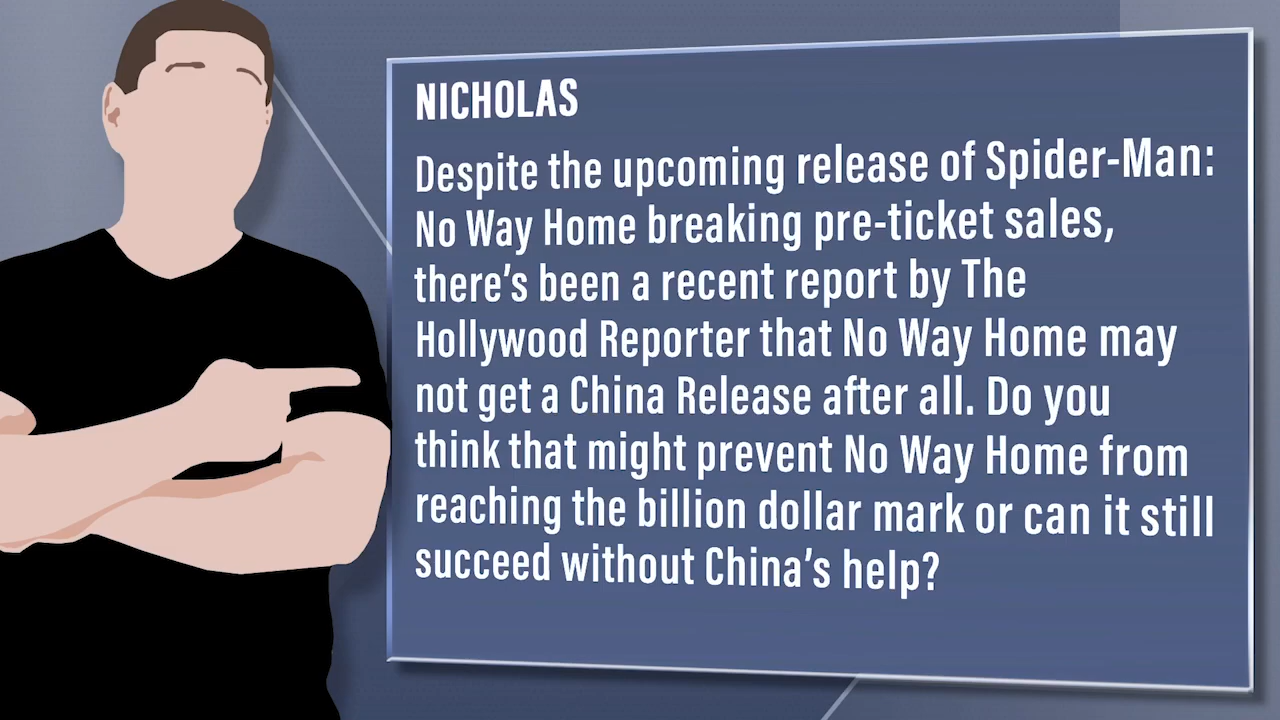 NICHOLAS
Despite the upcoming release of Spider-Man:
No Way Home breaking pre-ticket sales,
there's been a recent report by The
Hollywood Reporter that No Way Home may
not get a China Release after all. Do you
think that might prevent No Way Home from
reaching the billion dollar mark or can it still
succeed without China's help?